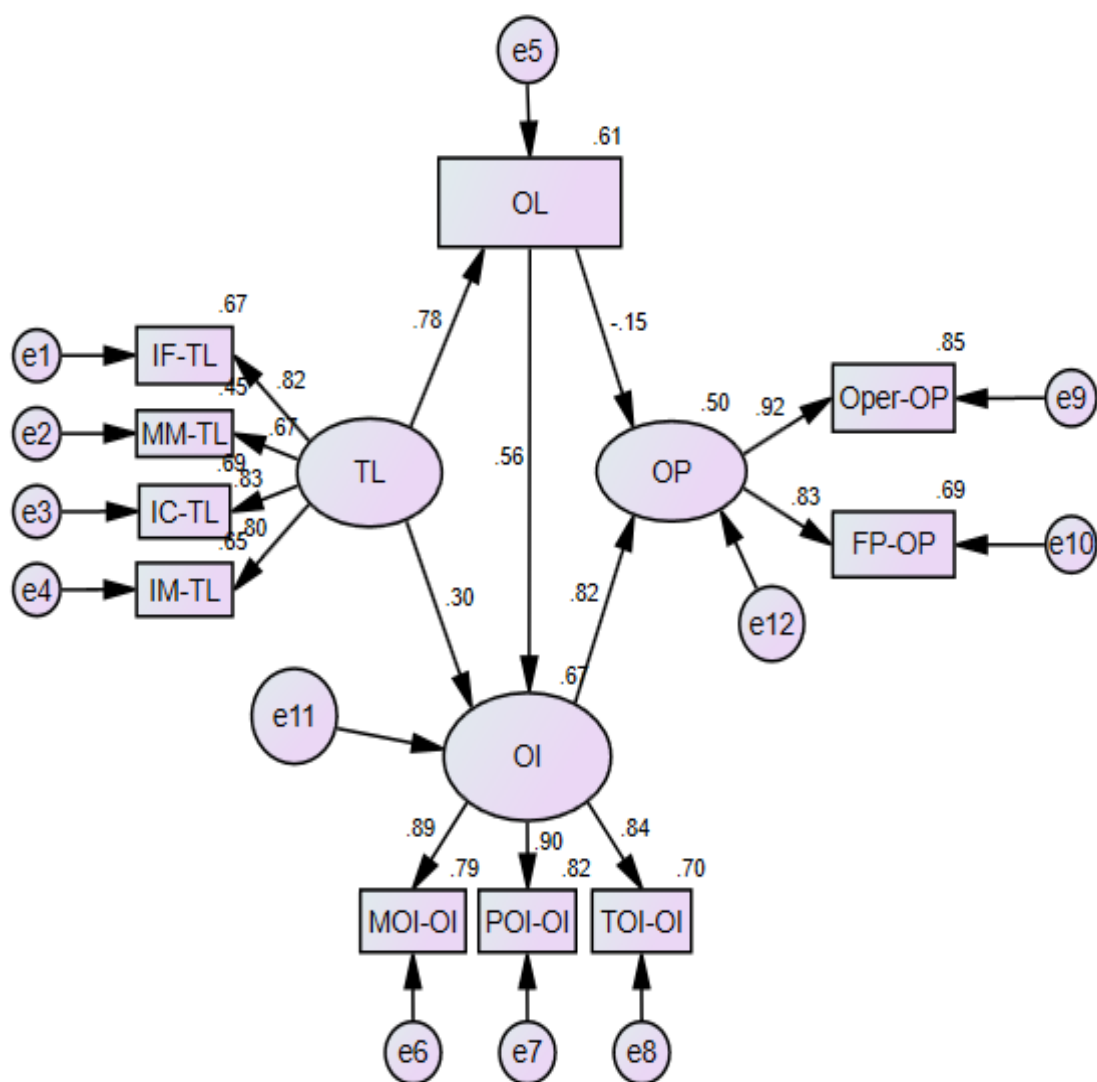 e5
.61
OL
.67
.78
-.15
e1
IF-TL
.82
.85
.45
Oper-OP
e9
e2
MM-TL
.67
.50
.92
TL
.56
OP
.69
.83
e3
IC-TL
.83
.69
.80
FP-OP
e10
.65
e4
IM-TL
.30
.82
e12
.67
e11
OI
.89
.90
.84
.79
.82
.70
MOI-OI
POI-OI
TOI-OI
e6
e7
e8